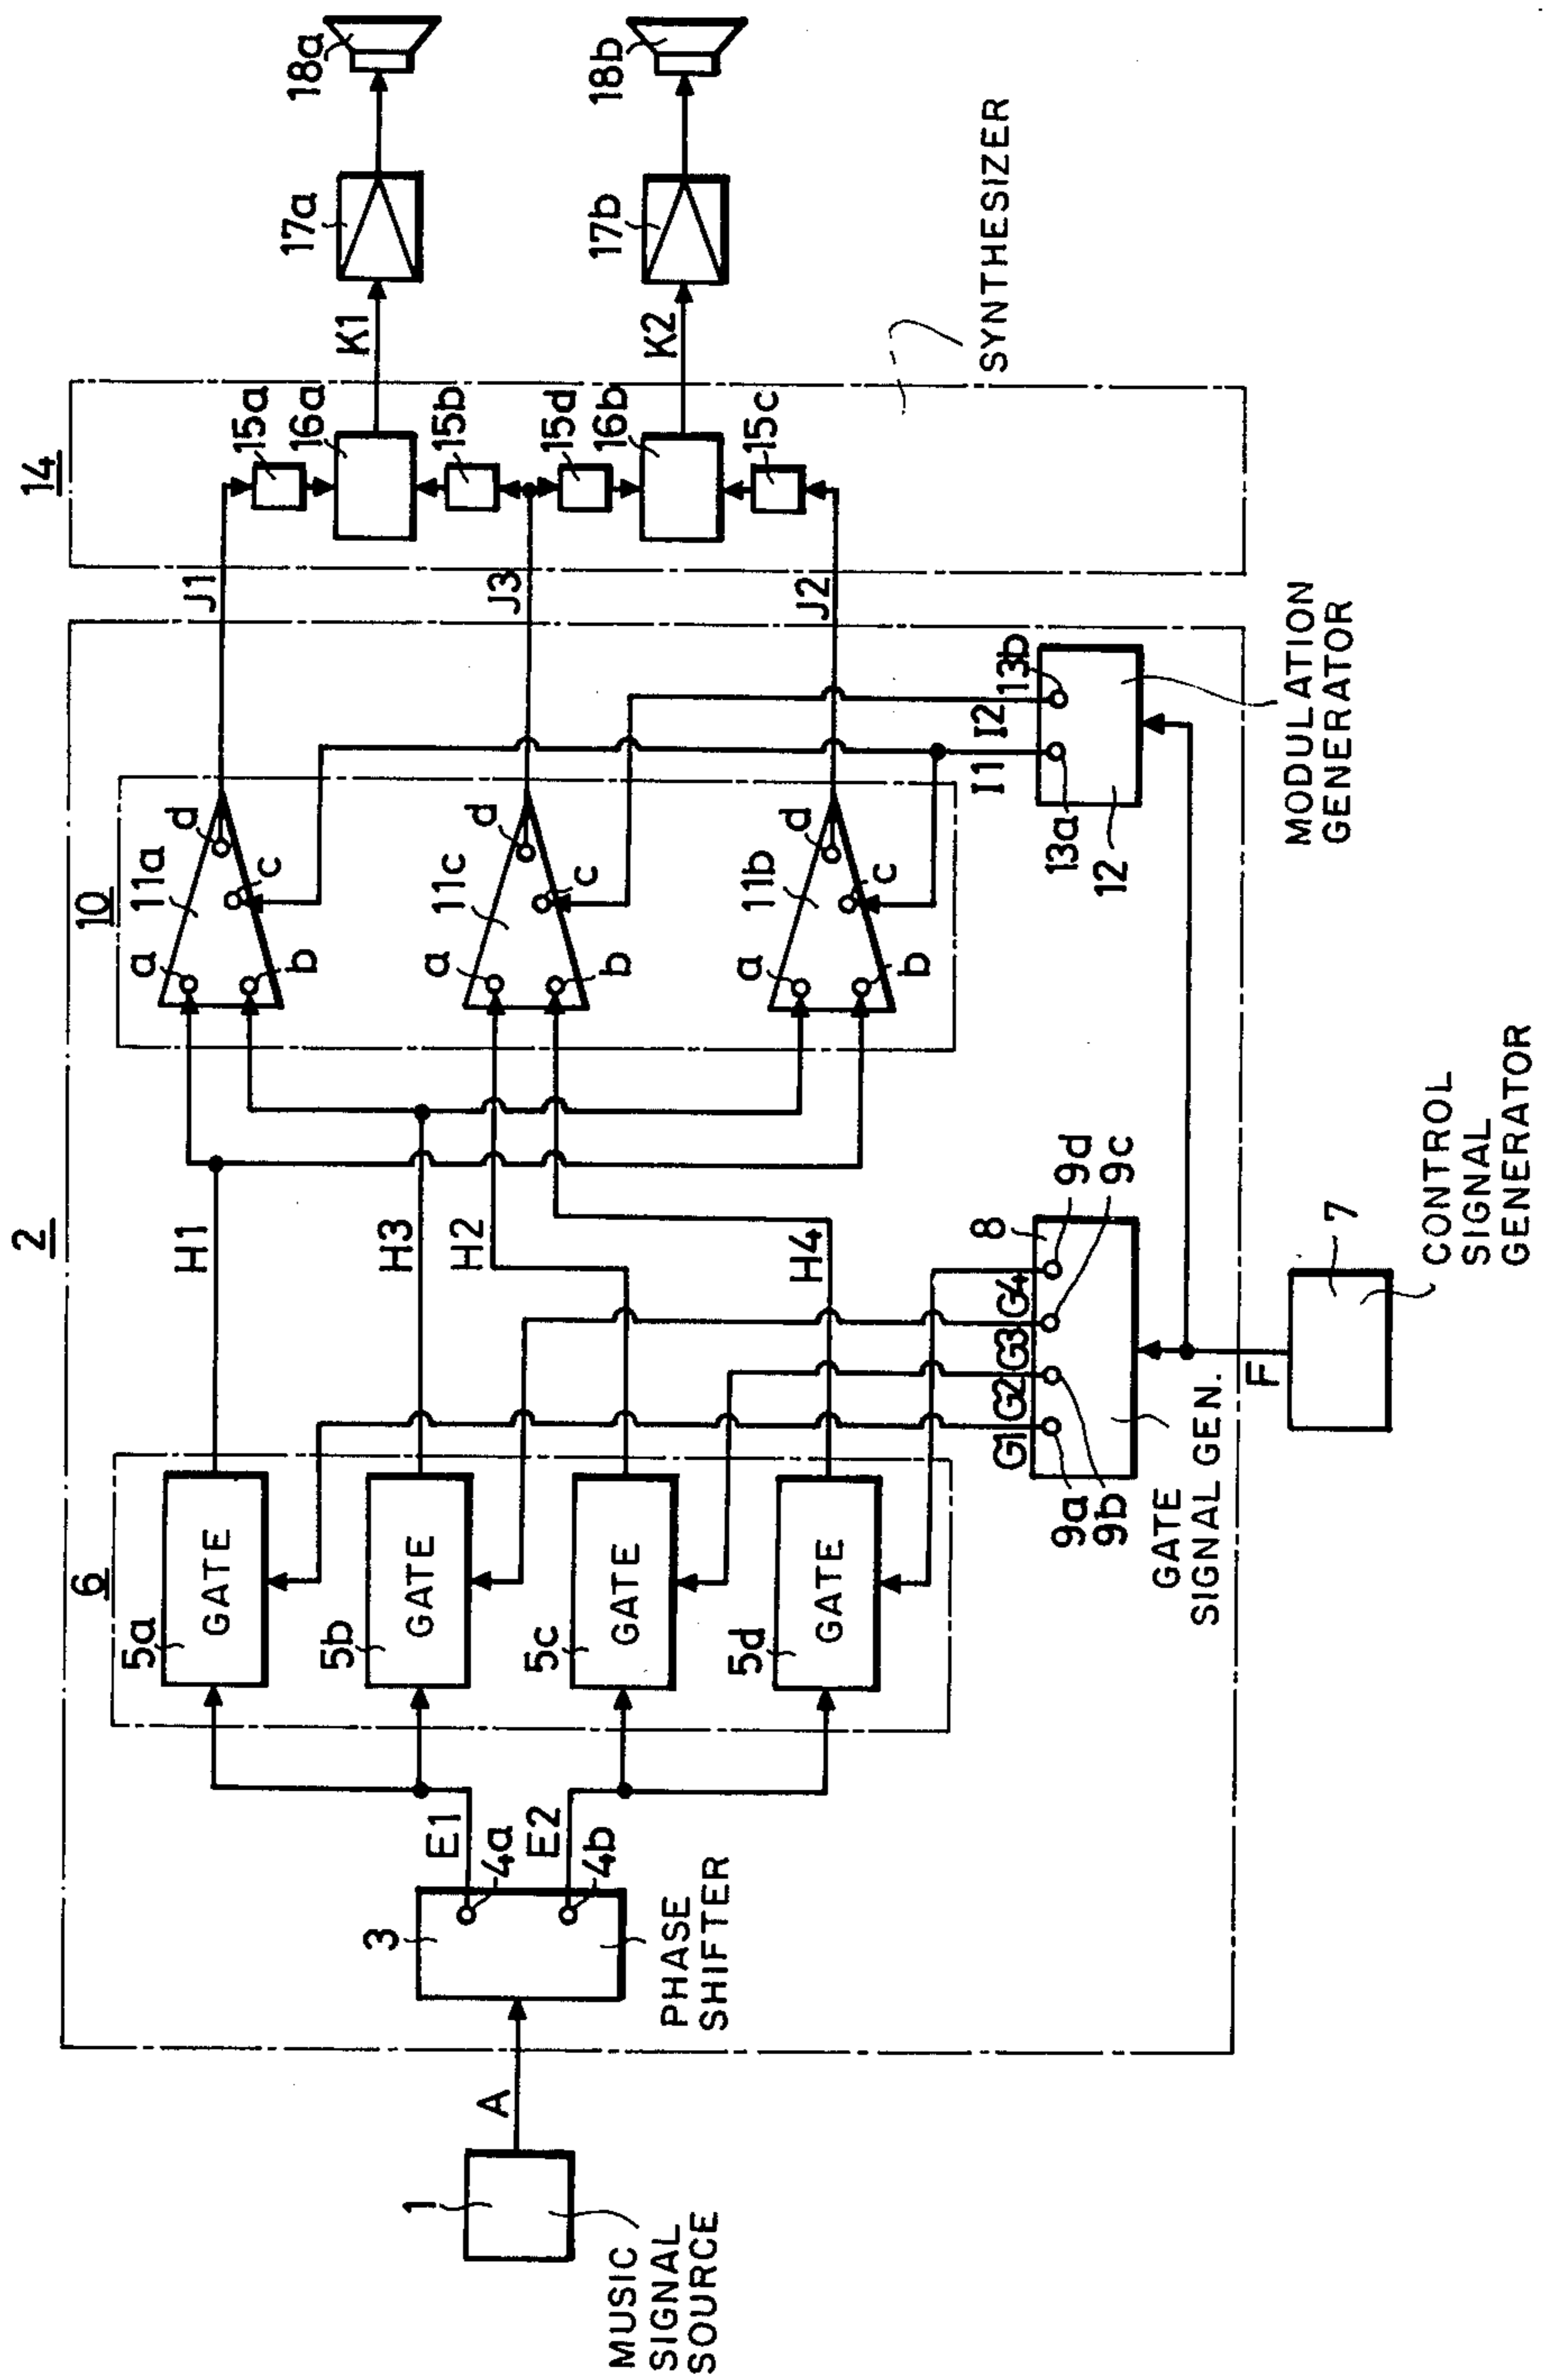 2
14
1
MUSIC
SIGNAL
SOURCE
A
3
PHASE
SHIFTER
E1
4a
E2
4b
6
5a
GATE
5b
GATE
5c
GATE
5d
GATE
H1
H3
H2
H4
G1
G2
G3
G4
8
9a
9b
9c
9d
GATE
SIGNAL GEN.
F
7
CONTROL
SIGNAL
GENERATOR
10
11a
a
b
c
d
11c
a
b
c
d
11b
a
b
c
d
I1
I2
13a
13b
12
MODULATION
GENERATOR
J1
J3
J2
15a
16a
15b
15d
16b
15c
SYNTHESIZER
K1
K2
17a
17b
18a
18b